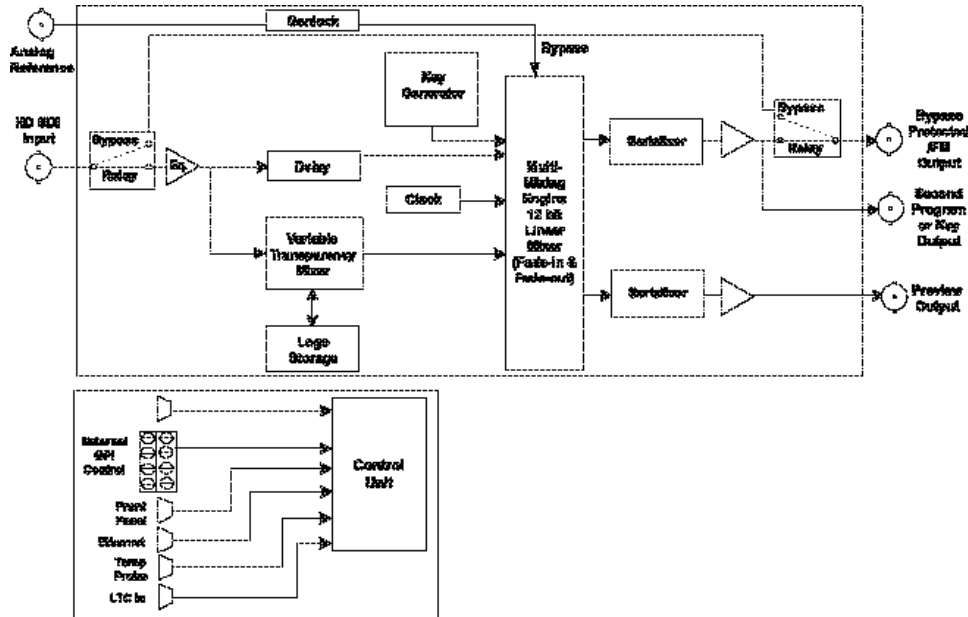 Genlock
Analog
Reference
Bypass
Key
Generator
HD SDI
Input
Bypass
Relay
Eq.
Delay
Clock
Variable
Transparency
Mixer
Logo
Storage
Multi-
Mixing
Engine
12 bit
Linear
Mixer
(Fade-in &
Fade-out)
Serializer
Bypass
Relay
Bypass
Protected
Output
Second
Program
or Key
Output
Serializer
Preview
Output
External
GPI
Control
Control
Unit
Front
Panel
Ethernet
Temp
Probe
LTC In